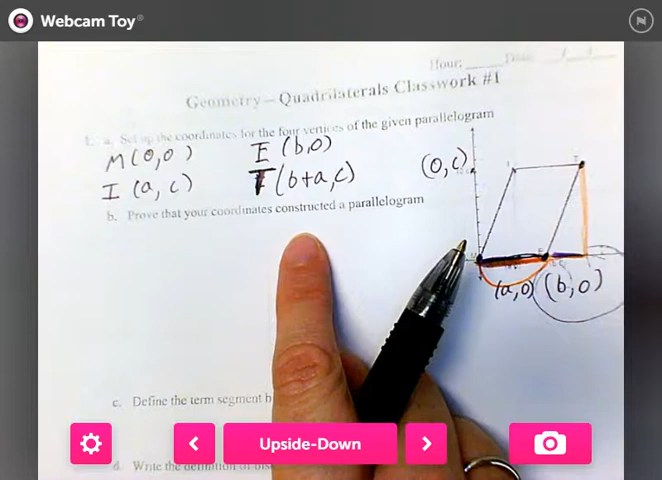 Webcam Toy
Hour: ____ Date:
Geometry – Quadrilaterals Classwork #1
1. a. Set up the coordinates for the four vertices of the given parallelogram
M(0,0) E (b,0)
I (a, c) T(b+a,c)
(0,c)
b. Prove that your coordinates constructed a parallelogram
(a,0) (b,0)
c. Define the term segment b
Upside-Down
d. Write the definition of